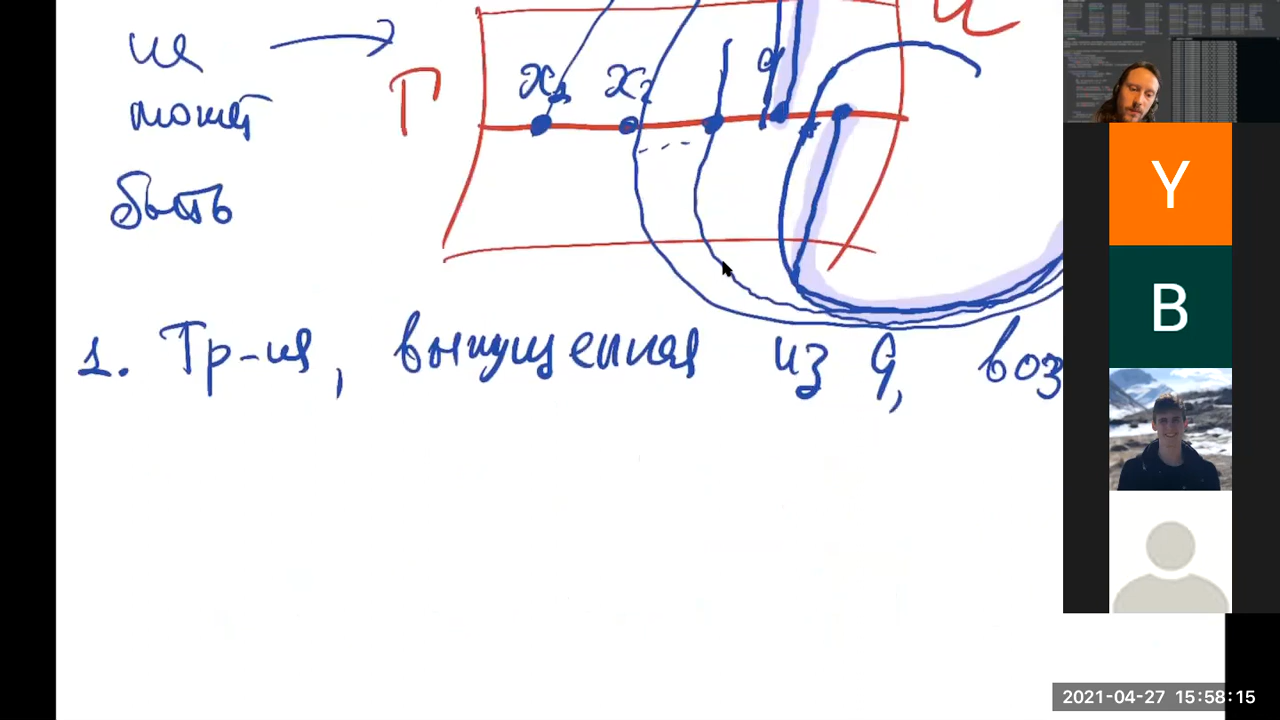 не
может
быть
Γ
x₁ x₂ q
U
1. Тр-ия, выпущенная из q, воз
Y
B
2021-04-27 15:58:15